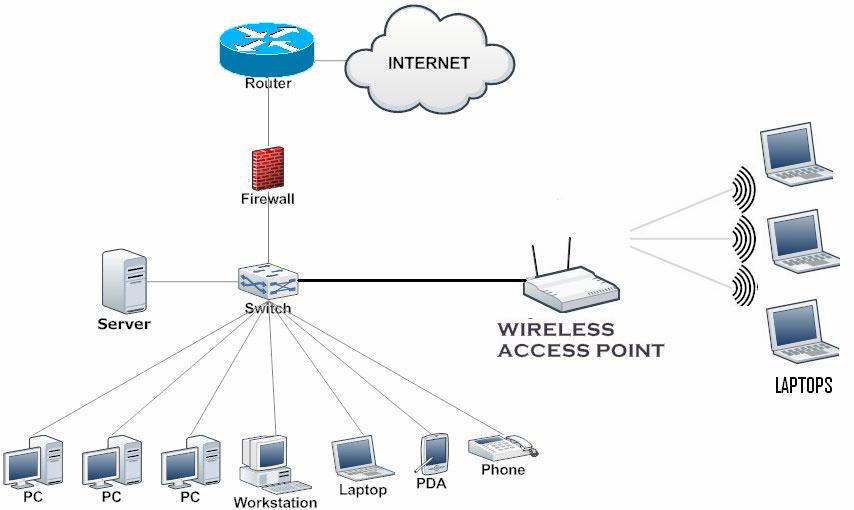 INTERNET
Router
Firewall
Server
Switch
WIRELESS
ACCESS POINT
LAPTOPS
PC
PC
PC
Workstation
Laptop
PDA
Phone